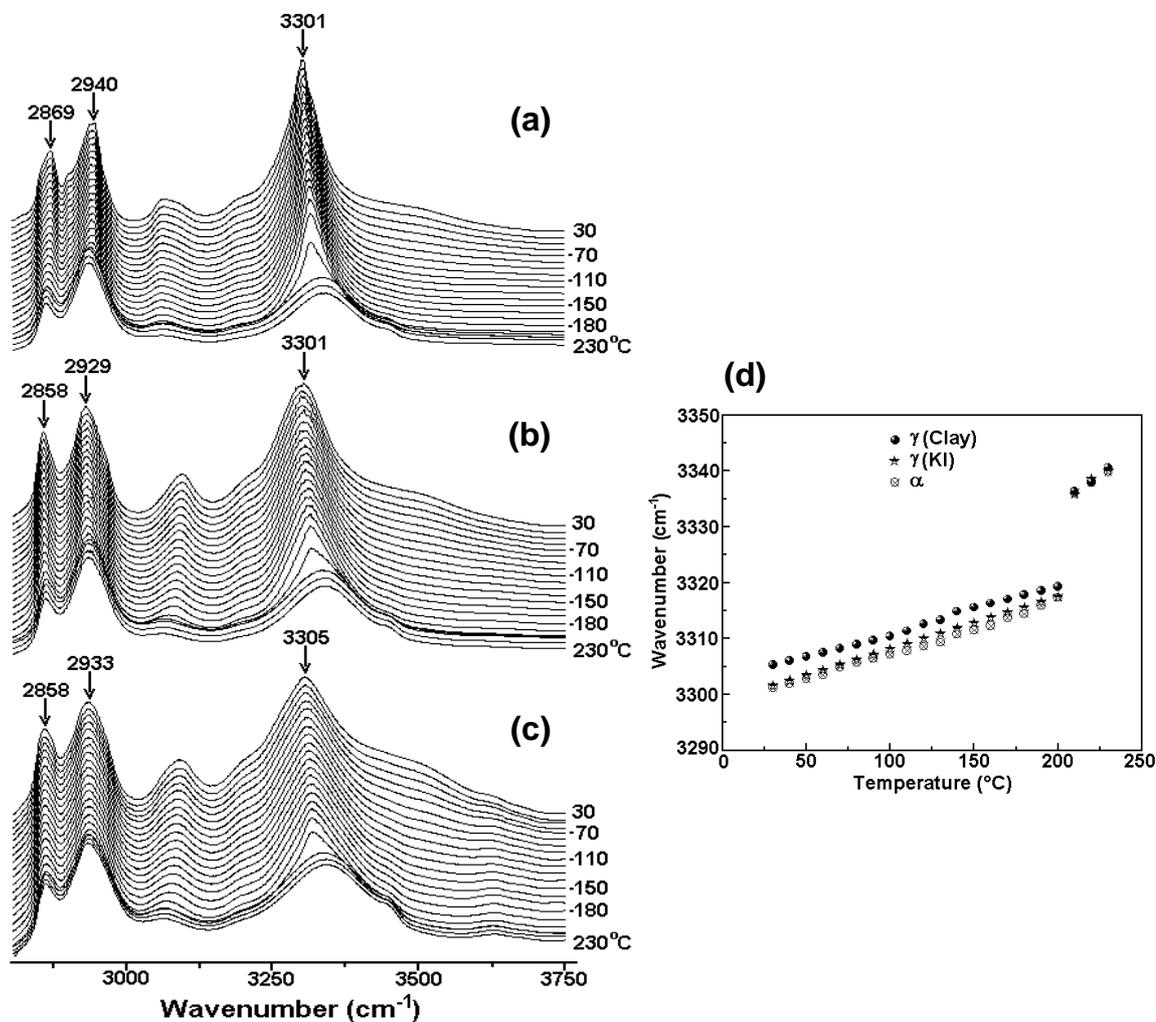 3301
2940
2869
(a)
30
-70
-110
-150
-180
230°C
3301
2929
2858
(b)
30
-70
-110
-150
-180
230°C
3305
2933
2858
(c)
30
-70
-110
-150
-180
230°C
3000 3250 3500 3750
Wavenumber (cm⁻¹)
(d)
3350
3340
3330
3320
3310
3300
3290
Wavenumber (cm⁻¹)
γ (Clay)
γ (KI)
α
0 50 100 150 200 250
Temperature (°C)